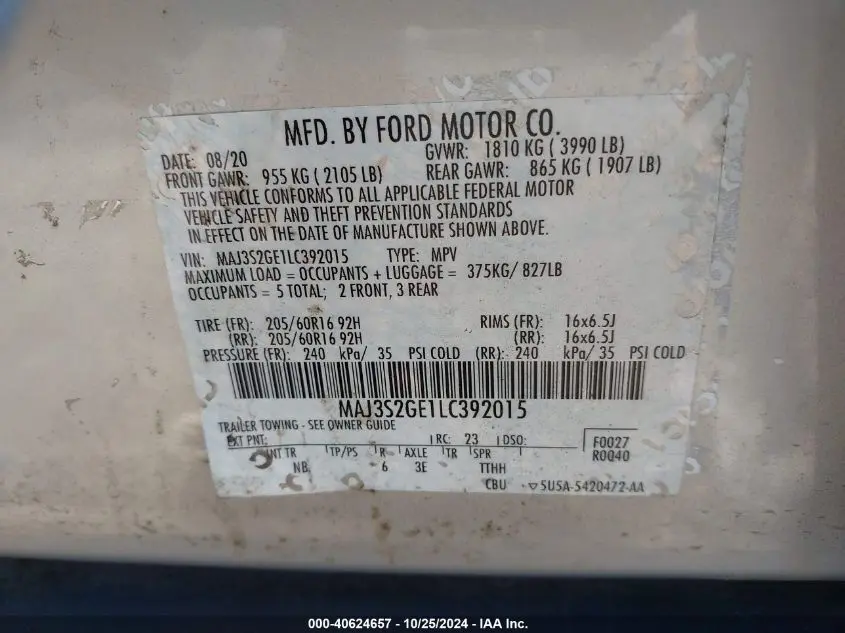 MFD. BY FORD MOTOR CO.
DATE: 08/20 GVWR: 1810 KG ( 3990 LB)
FRONT GAWR: 955 KG ( 2105 LB) REAR GAWR: 865 KG ( 1907 LB)
THIS VEHICLE CONFORMS TO ALL APPLICABLE FEDERAL MOTOR
VEHICLE SAFETY AND THEFT PREVENTION STANDARDS
IN EFFECT ON THE DATE OF MANUFACTURE SHOWN ABOVE.
VIN: MAJ3S2GE1LC392015 TYPE: MPV
MAXIMUM LOAD = OCCUPANTS + LUGGAGE = 375KG/ 827LB
OCCUPANTS = 5 TOTAL; 2 FRONT, 3 REAR
TIRE (FR): 205/60R16 92H RIMS (FR): 16x6.5J
(RR): 205/60R16 92H (RR): 16x6.5J
PRESSURE (FR): 240 kPa/ 35 PSI COLD (RR): 240 kPa/ 35 PSI COLD
MAJ3S2GE1LC392015
TRAILER TOWING - SEE OWNER GUIDE
EXT PNT: RC: 23 DSO: F0027
R0040
INT TR TP/PS R AXLE TR SPR
NB 6 3E TTHH
CBU ▽5U5A-5420472-AA
000-40624657 - 10/25/2024 - IAA Inc.